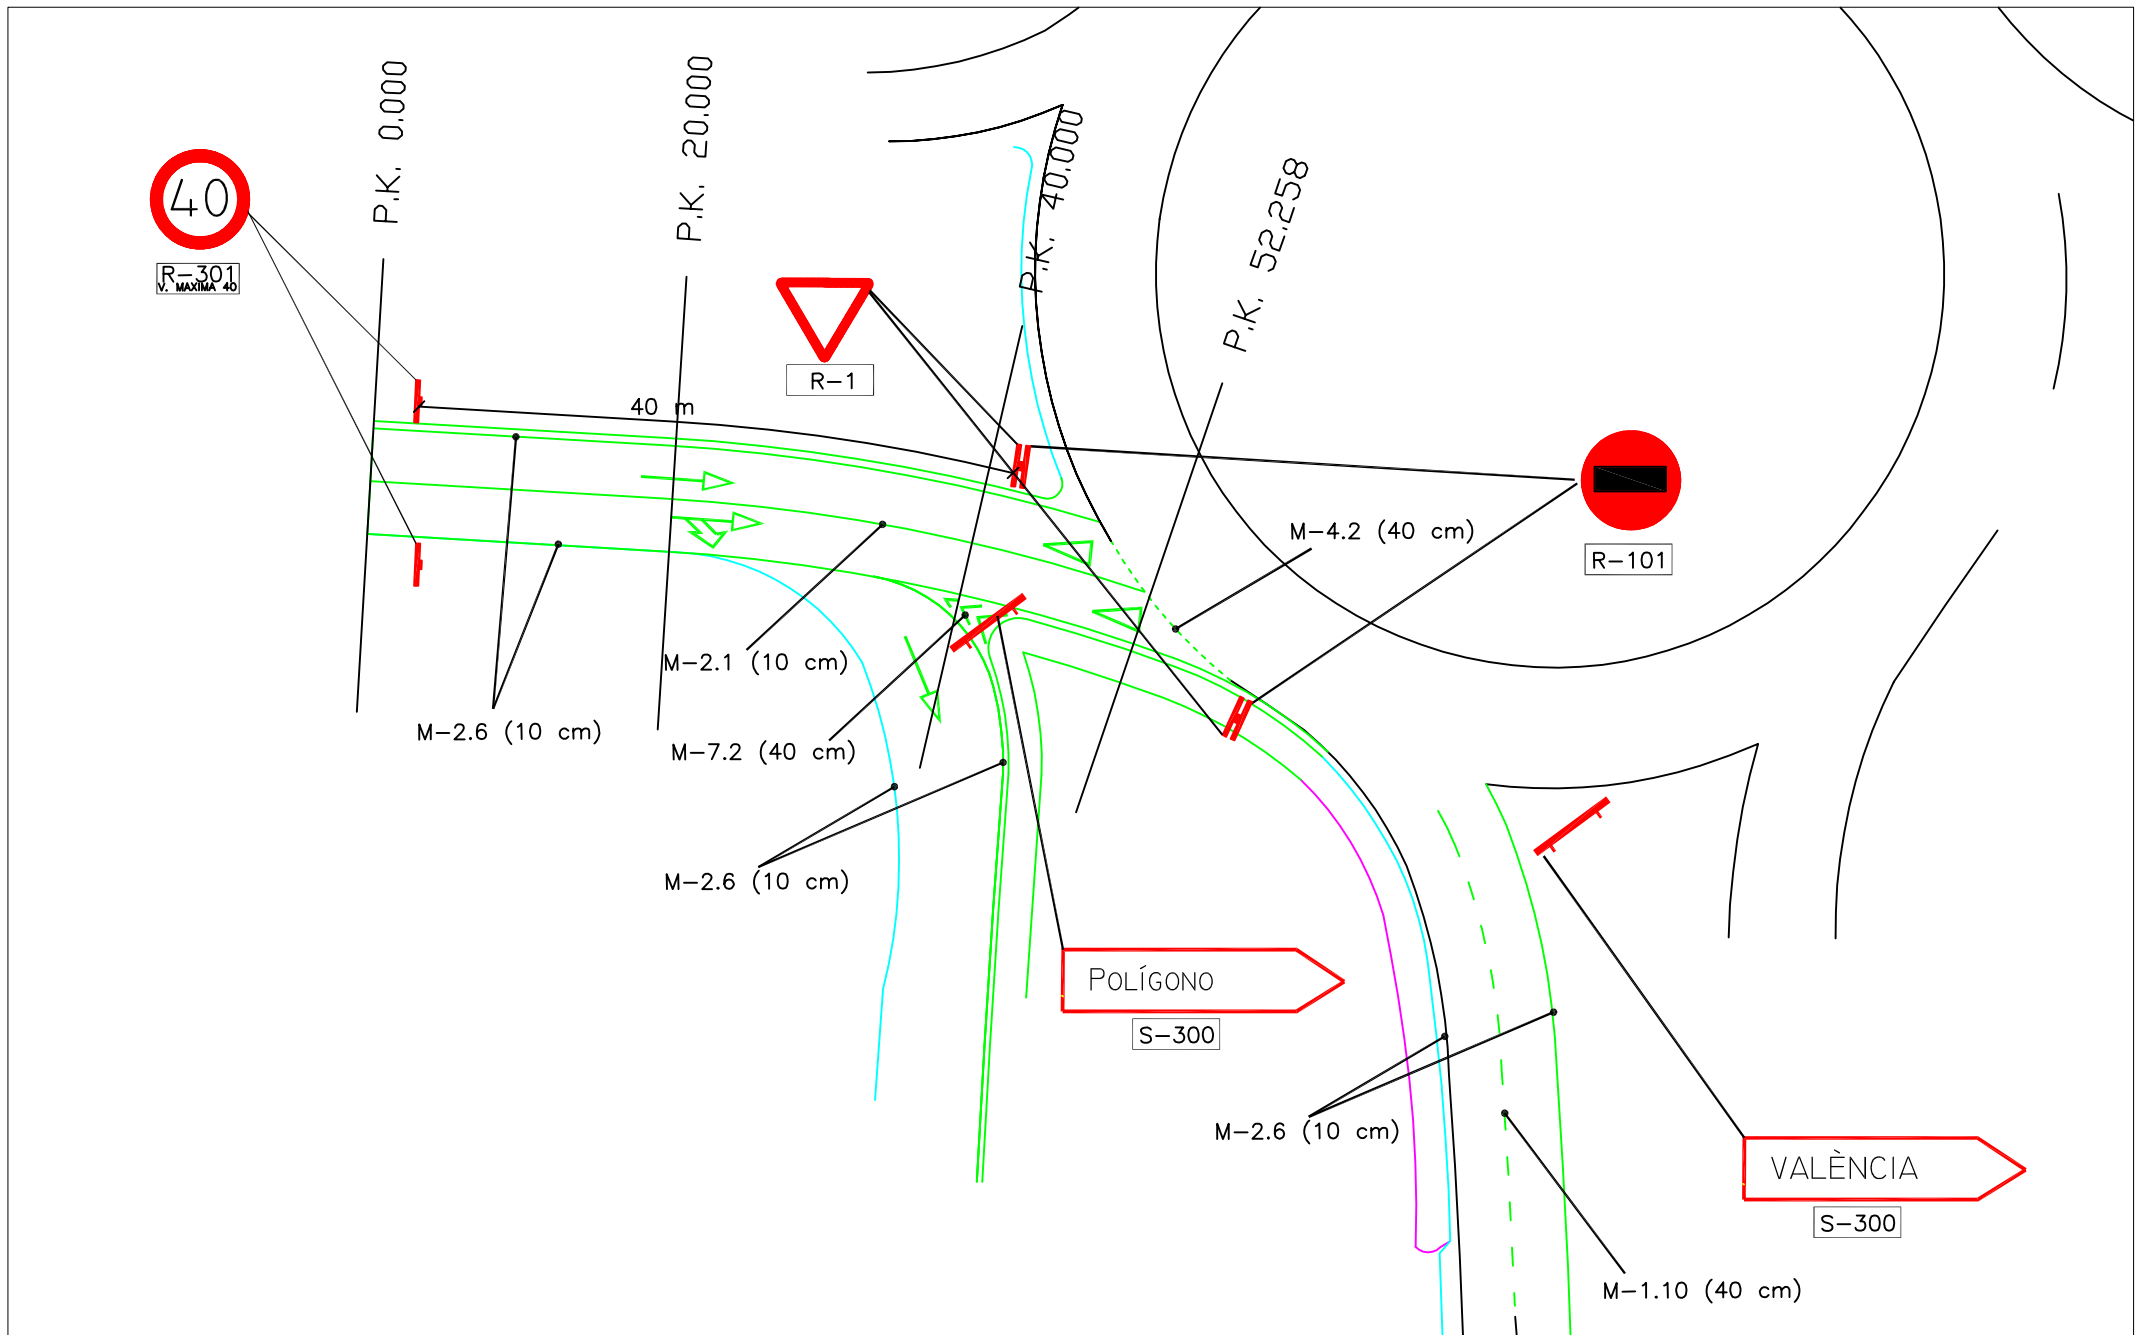 P.K. 0.000
P.K. 20.000
P.K. 40.000
P.K. 52.258
40
R-301
V. MAXIMA 40
R-1
40 m
M-4.2 (40 cm)
R-101
M-2.1 (10 cm)
M-2.6 (10 cm)
M-7.2 (40 cm)
M-2.6 (10 cm)
POLÍGONO
S-300
M-2.6 (10 cm)
VALÈNCIA
S-300
M-1.10 (40 cm)